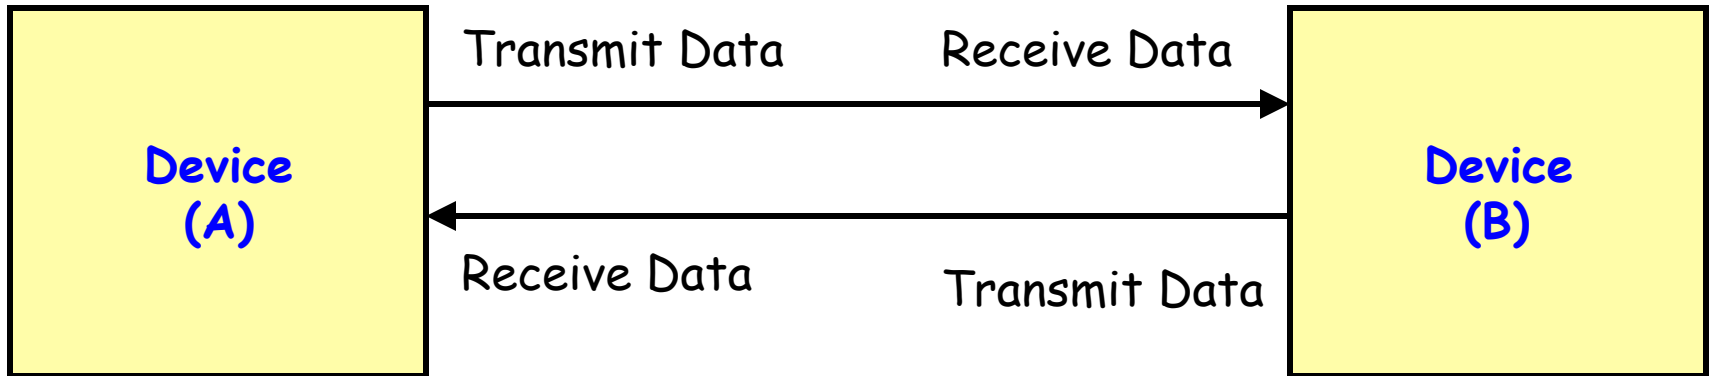 Transmit Data
Receive Data
Device
(A)
Device
(B)
Receive Data
Transmit Data